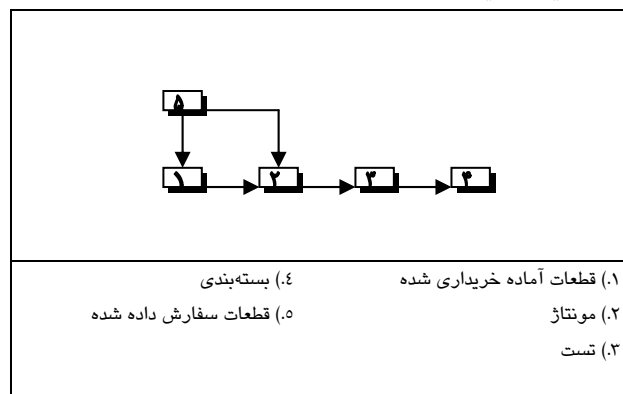 ۵
۱ ۲ ۳ ۴
۱.) قطعات آماده خریداری شده
۲.) مونتاژ
۳.) تست
۴.) بسته‌بندی
۵.) قطعات سفارش داده شده